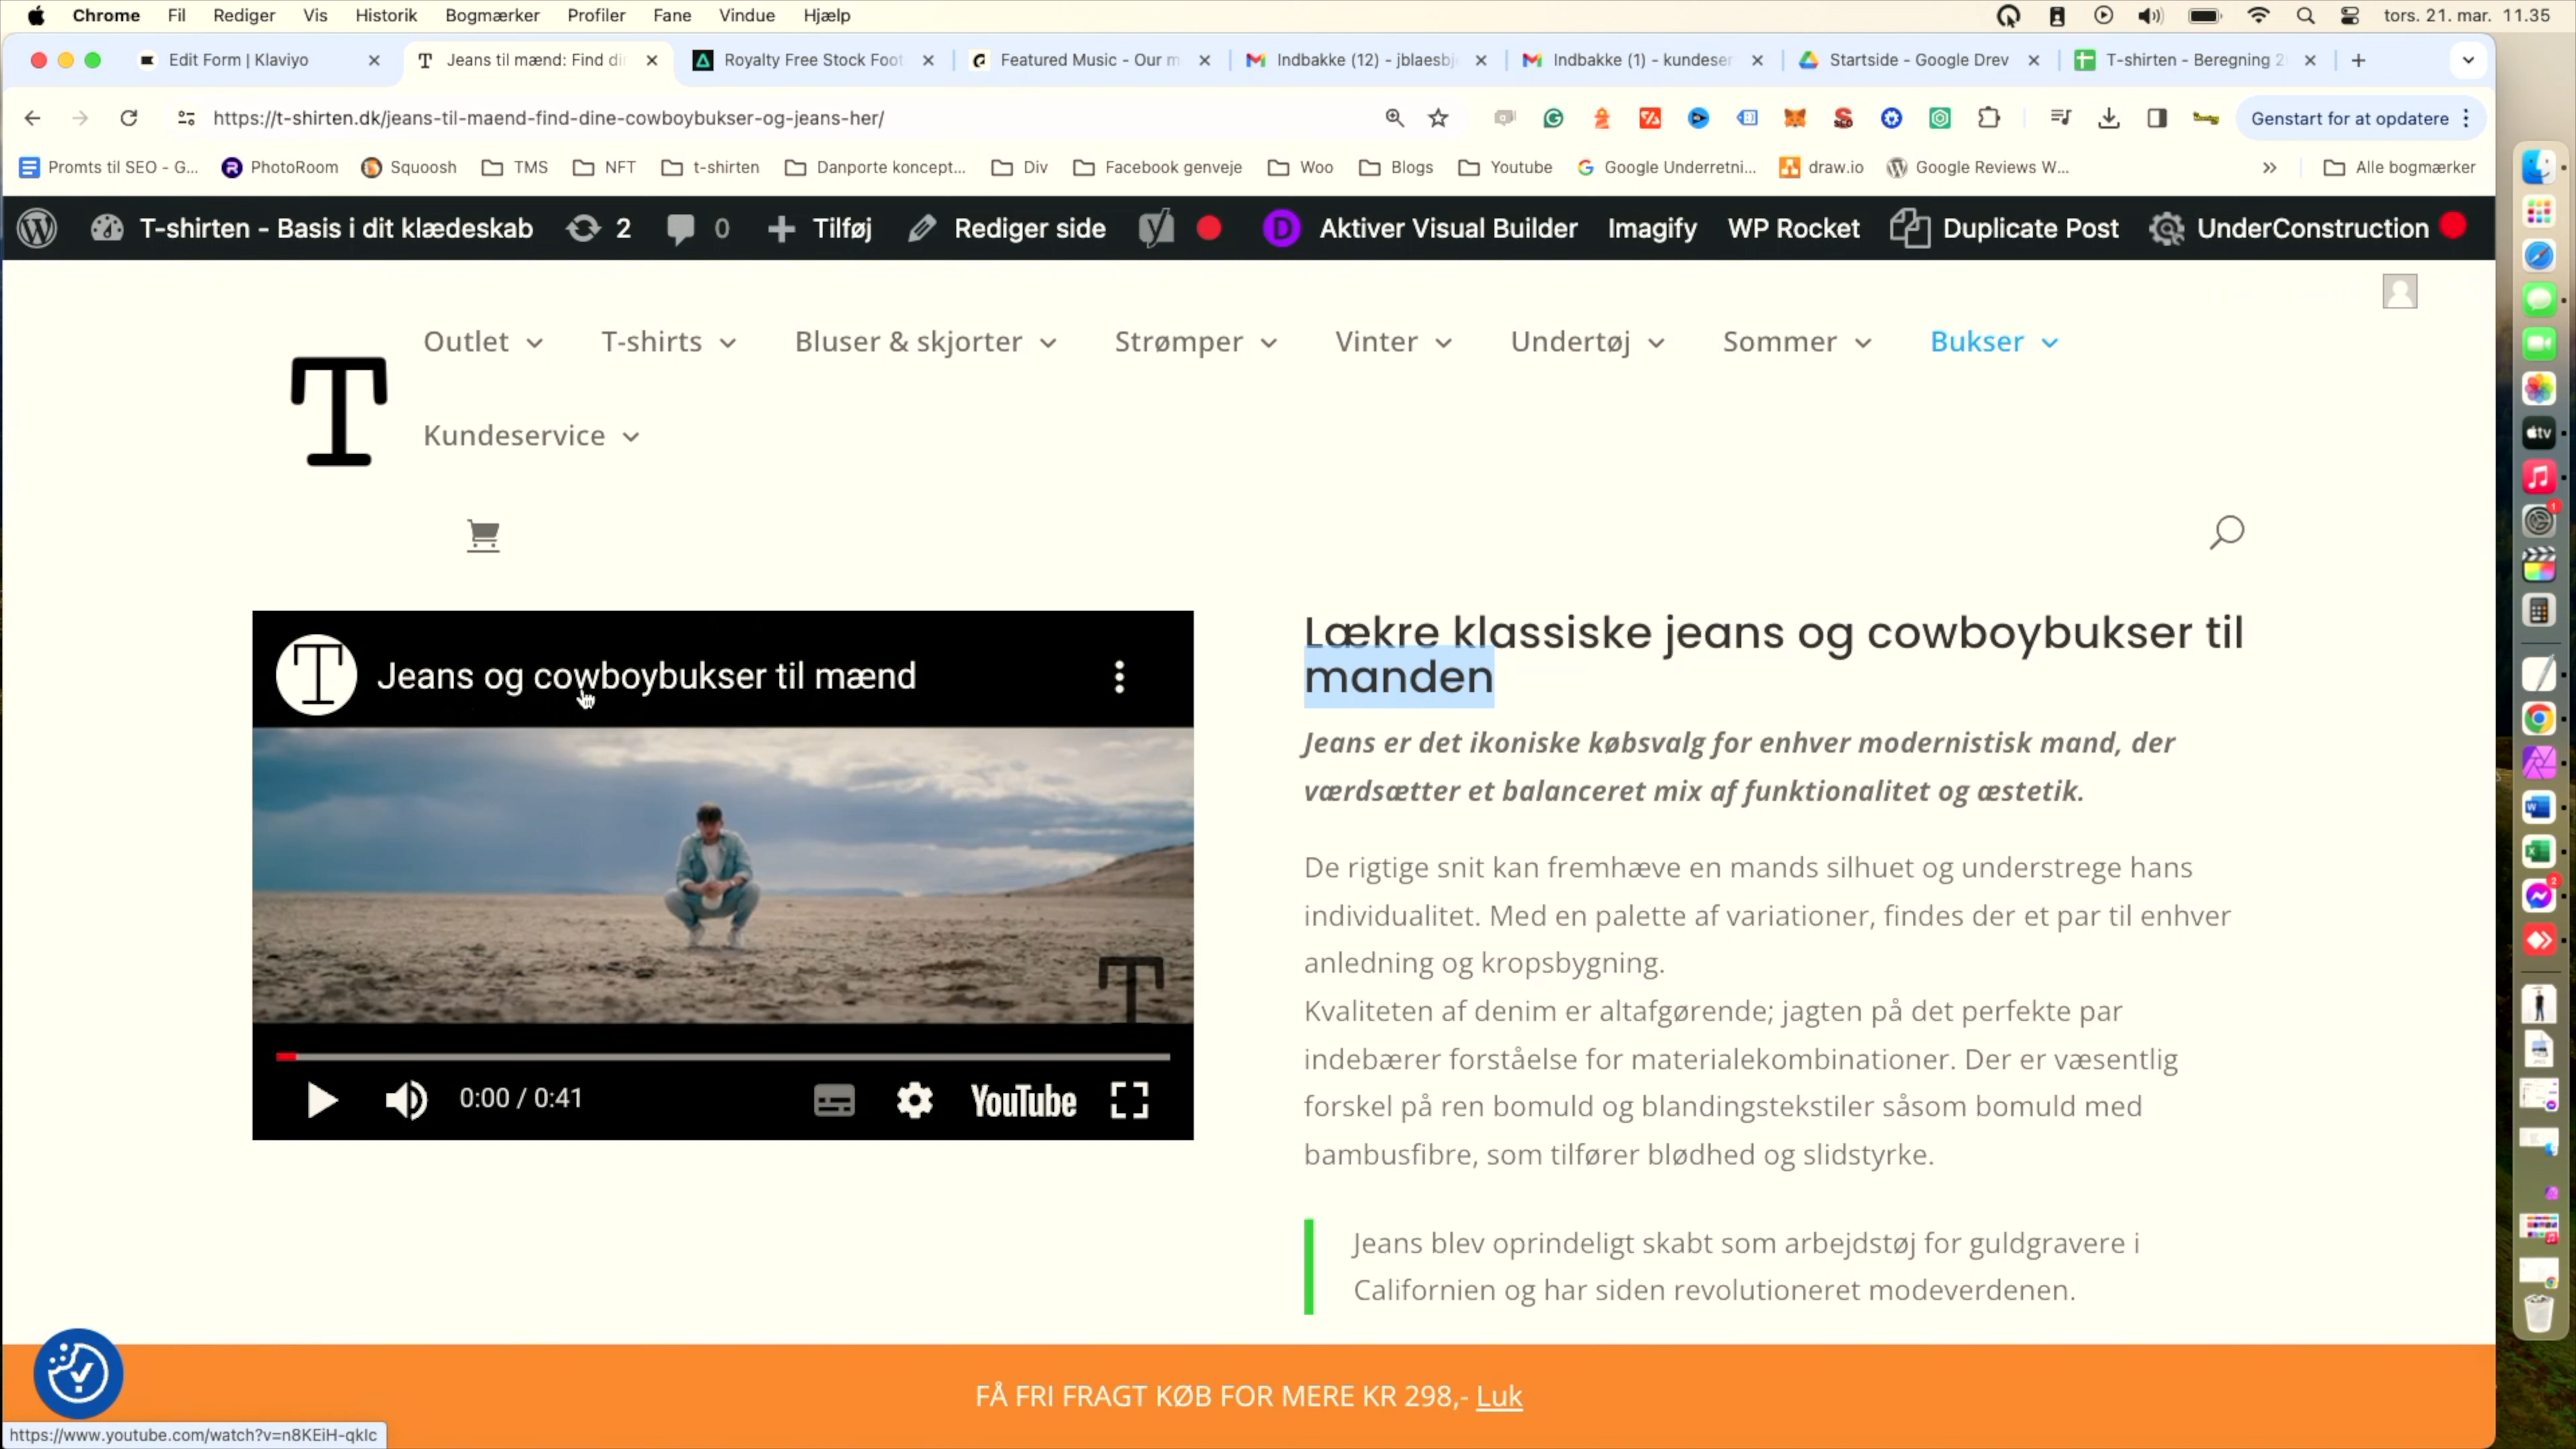 Chrome Fil Rediger Vis Historik Bogmærker Profiler Fane Vindue Hjælp tors. 21. mar. 11.35
Edit Form | Klaviyo T Jeans til mænd: Find di Royalty Free Stock Foot Featured Music - Our m Indbakke (12) - jblaesbj Indbakke (1) - kundeser Startside - Google Drev T-shirten - Beregning 2
https://t-shirten.dk/jeans-til-maend-find-dine-cowboybukser-og-jeans-her/ Genstart for at opdatere
Promts til SEO - G... PhotoRoom Squoosh TMS NFT t-shirten Danporte koncept... Div Facebook genveje Woo Blogs Youtube Google Underretni... draw.io Google Reviews W... Alle bogmærker
T-shirten - Basis i dit klædeskab 2 0 Tilføj Rediger side D Aktiver Visual Builder Imagify WP Rocket Duplicate Post UnderConstruction
Outlet T-shirts Bluser & skjorter Strømper Vinter Undertøj Sommer Bukser
T
Kundeservice
T Jeans og cowboybukser til mænd
T
0:00 / 0:41 YouTube
Lækre klassiske jeans og cowboybukser til
manden
Jeans er det ikoniske købsvalg for enhver modernistisk mand, der
værdsætter et balanceret mix af funktionalitet og æstetik.
De rigtige snit kan fremhæve en mands silhuet og understrege hans
individualitet. Med en palette af variationer, findes der et par til enhver
anledning og kropsbygning.
Kvaliteten af denim er altafgørende; jagten på det perfekte par
indebærer forståelse for materialekombinationer. Der er væsentlig
forskel på ren bomuld og blandingstekstiler såsom bomuld med
bambusfibre, som tilfører blødhed og slidstyrke.
Jeans blev oprindeligt skabt som arbejdstøj for guldgravere i
Californien og har siden revolutioneret modeverdenen.
FÅ FRI FRAGT KØB FOR MERE KR 298,- Luk
https://www.youtube.com/watch?v=n8KEiH-qklc